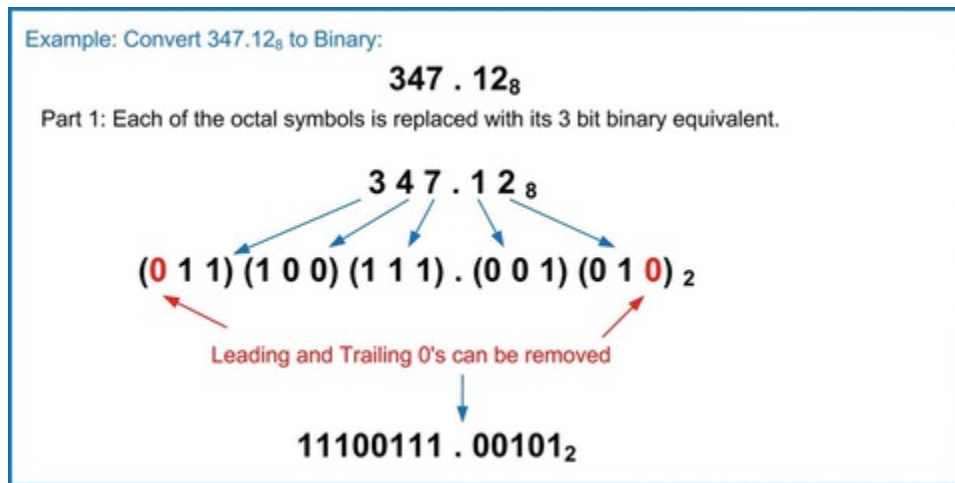 Example: Convert 347.12₈ to Binary:
347 . 12₈
Part 1: Each of the octal symbols is replaced with its 3 bit binary equivalent.
3 4 7 . 1 2 ₈
(0 1 1) (1 0 0) (1 1 1) . (0 0 1) (0 1 0) ₂
Leading and Trailing 0's can be removed
11100111 . 00101₂